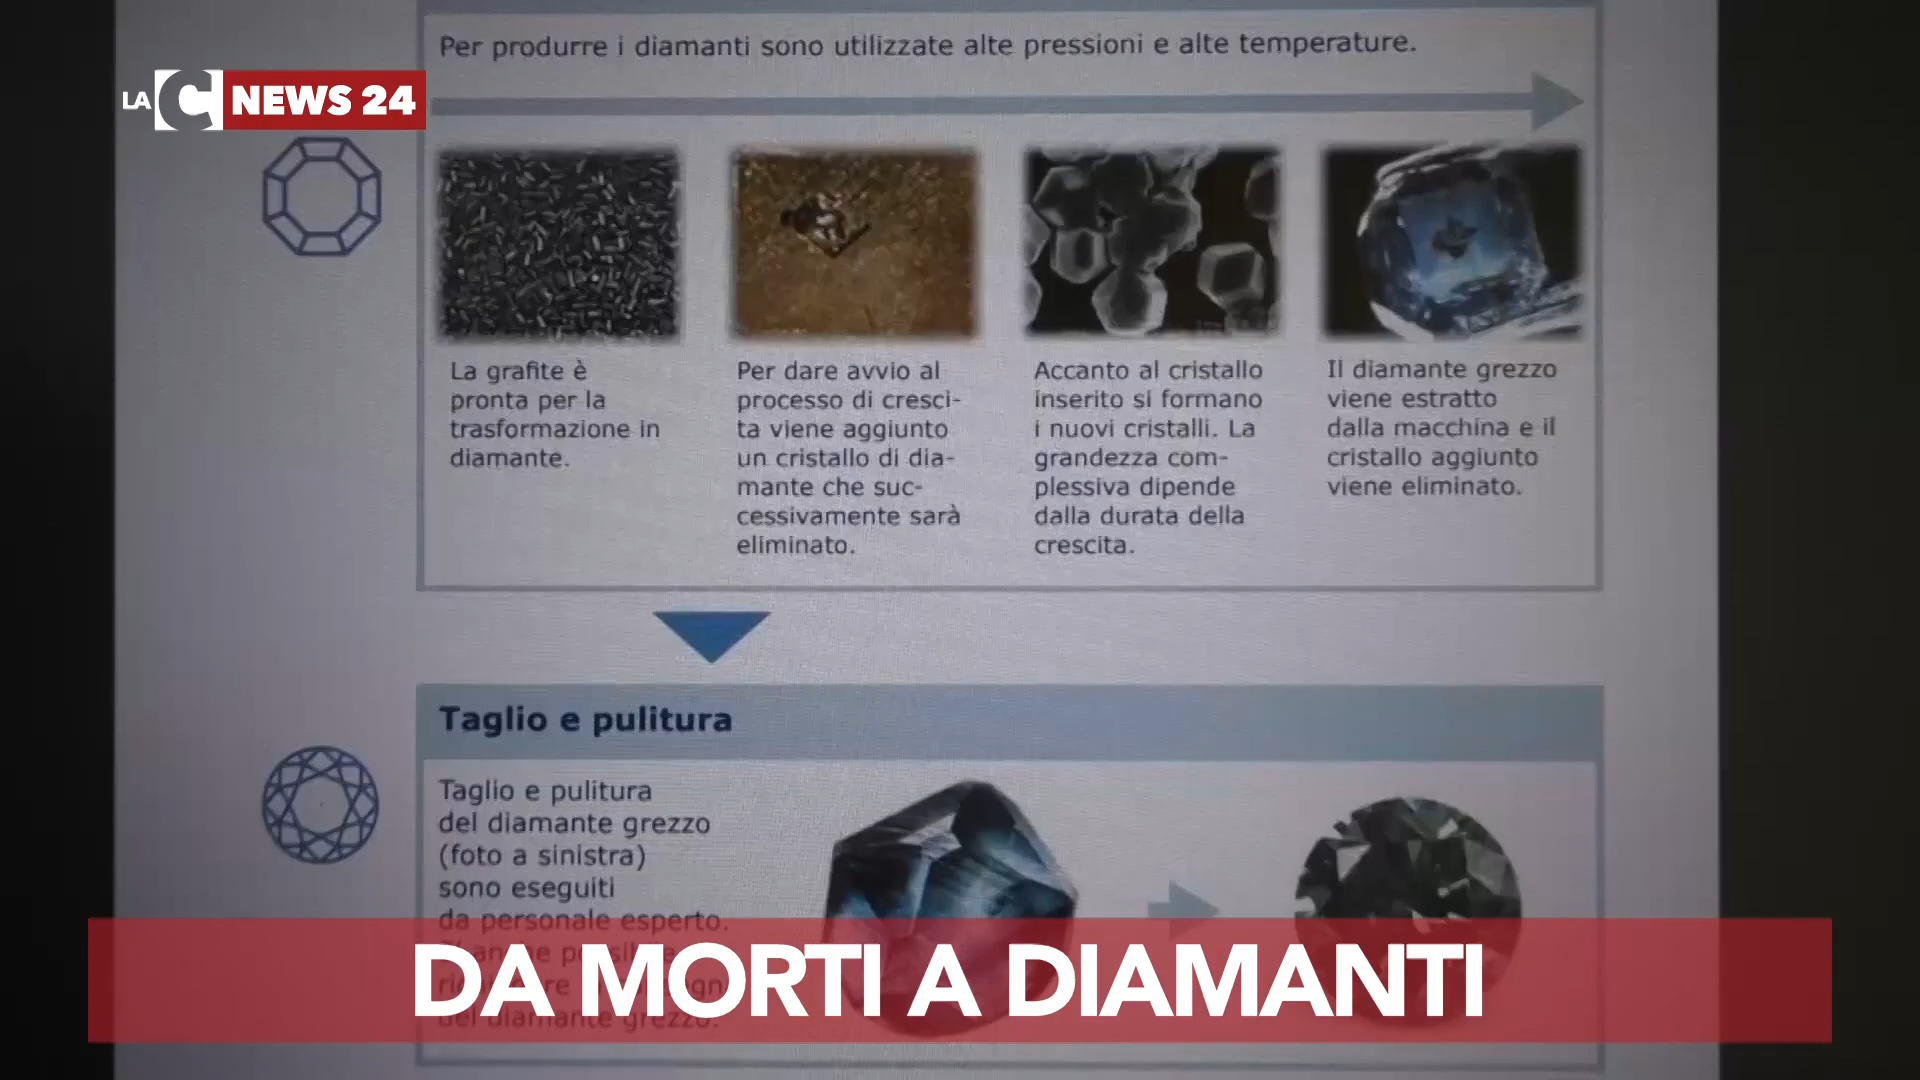 Per produrre i diamanti sono utilizzate alte pressioni e alte temperature.
LA C NEWS 24
La grafite è
pronta per la
trasformazione in
diamante.
Per dare avvio al
processo di cresci-
ta viene aggiunto
un cristallo di dia-
mante che suc-
cessivamente sarà
eliminato.
Accanto al cristallo
inserito si formano
i nuovi cristalli. La
grandezza com-
plessiva dipende
dalla durata della
crescita.
Il diamante grezzo
viene estratto
dalla macchina e il
cristallo aggiunto
viene eliminato.
Taglio e pulitura
Taglio e pulitura
del diamante grezzo
(foto a sinistra)
sono eseguiti
da personale esperto.
del diamante grezzo.
DA MORTI A DIAMANTI